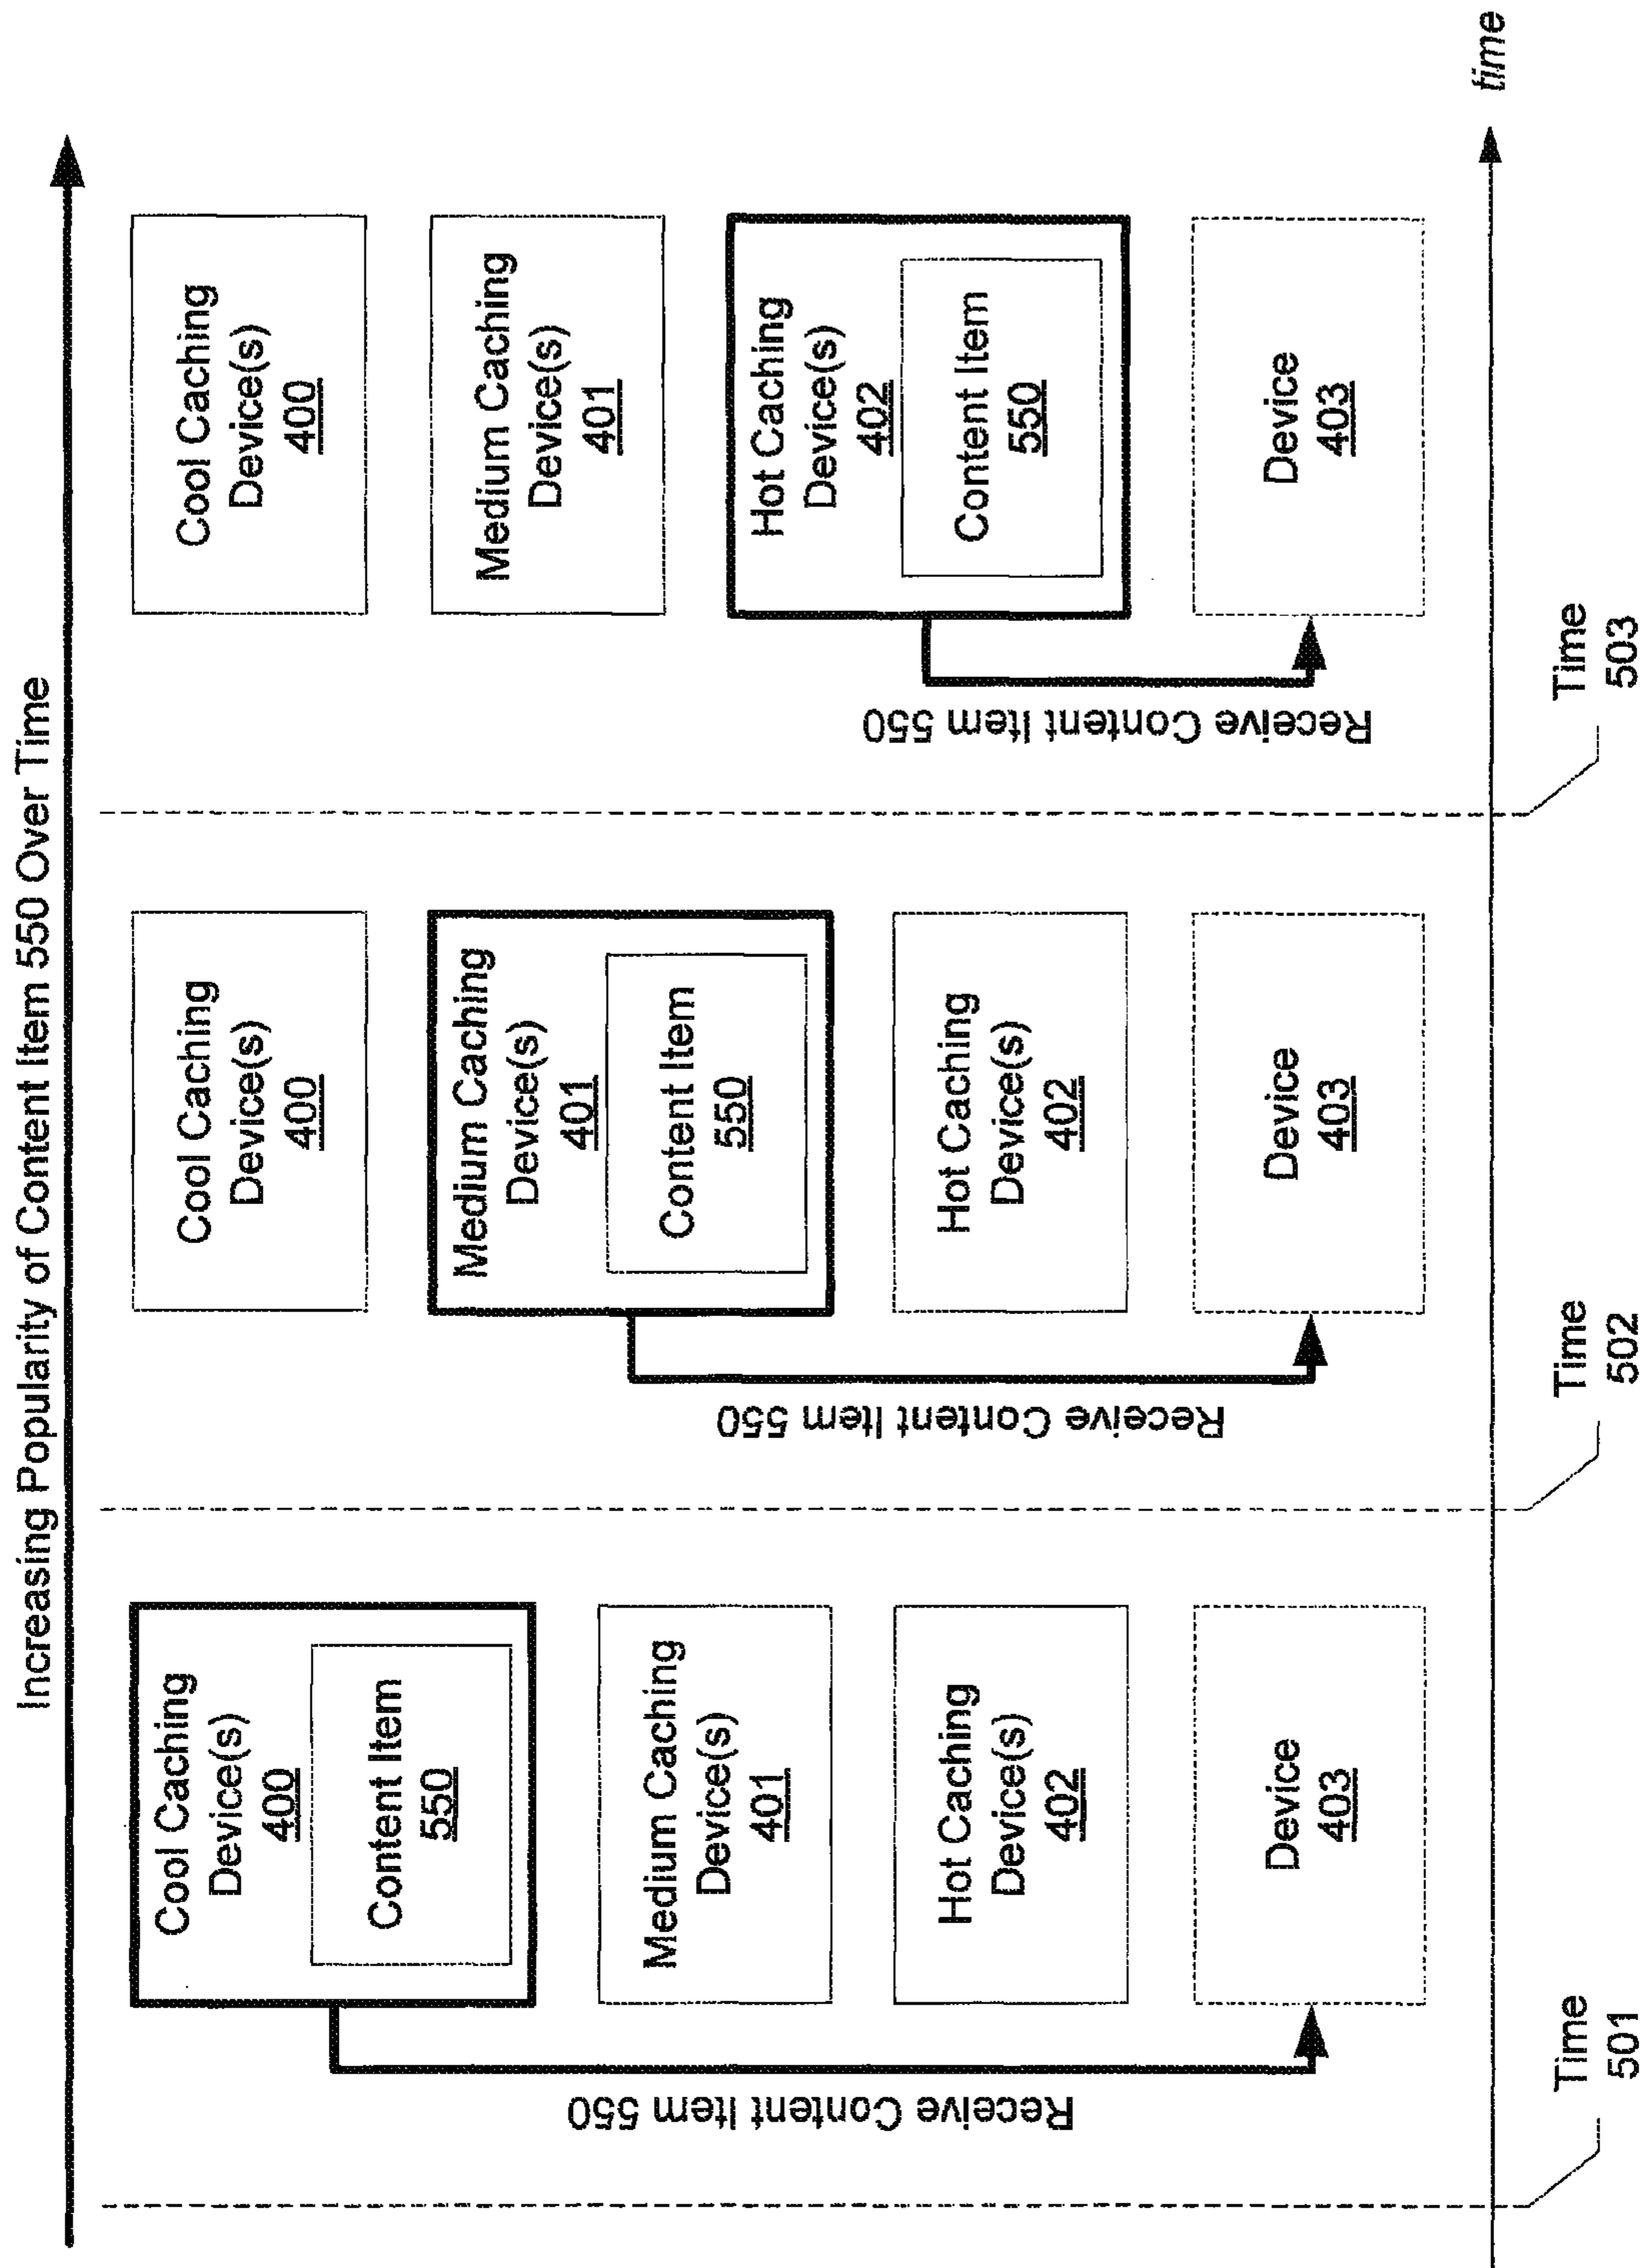 Increasing Popularity of Content Item 550 Over Time
Cool Caching
Device(s)
400
Content Item
550
Medium Caching
Device(s)
401
Hot Caching
Device(s)
402
Device
403
Receive Content Item 550
Time
501
Cool Caching
Device(s)
400
Medium Caching
Device(s)
401
Content Item
550
Hot Caching
Device(s)
402
Device
403
Receive Content Item 550
Time
502
Cool Caching
Device(s)
400
Medium Caching
Device(s)
401
Hot Caching
Device(s)
402
Content Item
550
Device
403
Receive Content Item 550
Time
503
time